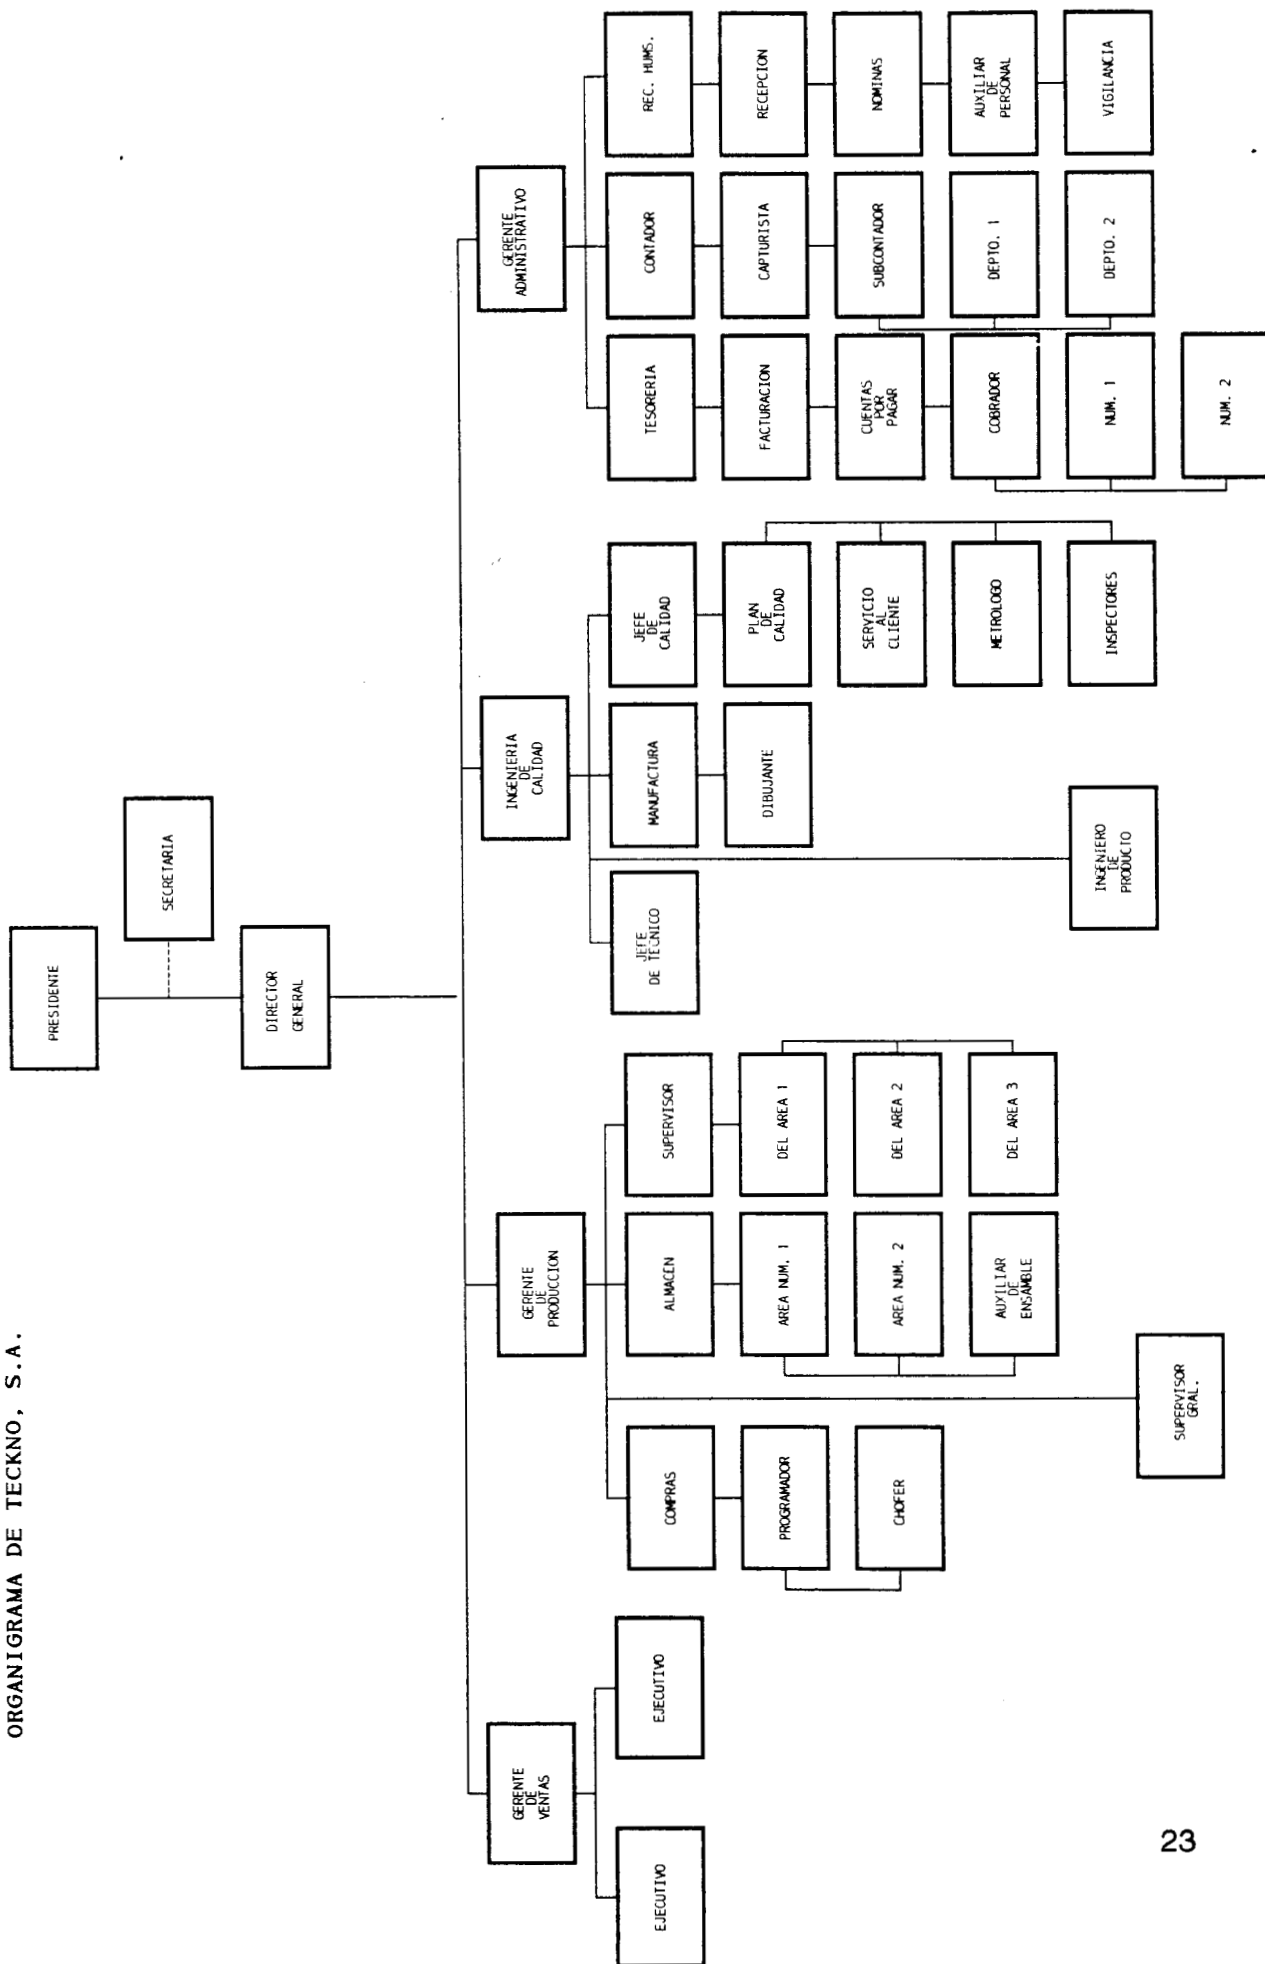 ORGANIGRAMA DE TECKNO, S.A.
PRESIDENTE
SECRETARIA
DIRECTOR
GENERAL
GERENTE
DE
VENTAS
GERENTE
DE
PRODUCCION
INGENIERIA
DE
CALIDAD
GERENTE
ADMINISTRATIVO
EJECUTIVO
EJECUTIVO
COMPRAS
ALMACEN
SUPERVISOR
JEFE
DE TECNICO
MANUFACTURA
JEFE
DE
CALIDAD
TESORERIA
CONTADOR
REC. HUMS.
PROGRAMADOR
AREA NUM. 1
DEL AREA 1
DIBUJANTE
PLAN
DE
CALIDAD
FACTURACION
CAPTURISTA
RECEPCION
CHOFER
AREA NUM. 2
DEL AREA 2
SERVICIO
AL
CLIENTE
CUENTAS
POR
PAGAR
SUBCONTADOR
NOMINAS
AUXILIAR
DE
ENSAMBLE
DEL AREA 3
METROLOGO
COBRADOR
DEPTO. 1
AUXILIAR
DE
PERSONAL
SUPERVISOR
GRAL.
INGENIERO
DE
PRODUCTO
INSPECTORES
NUM. 1
DEPTO. 2
VIGILANCIA
NUM. 2
23